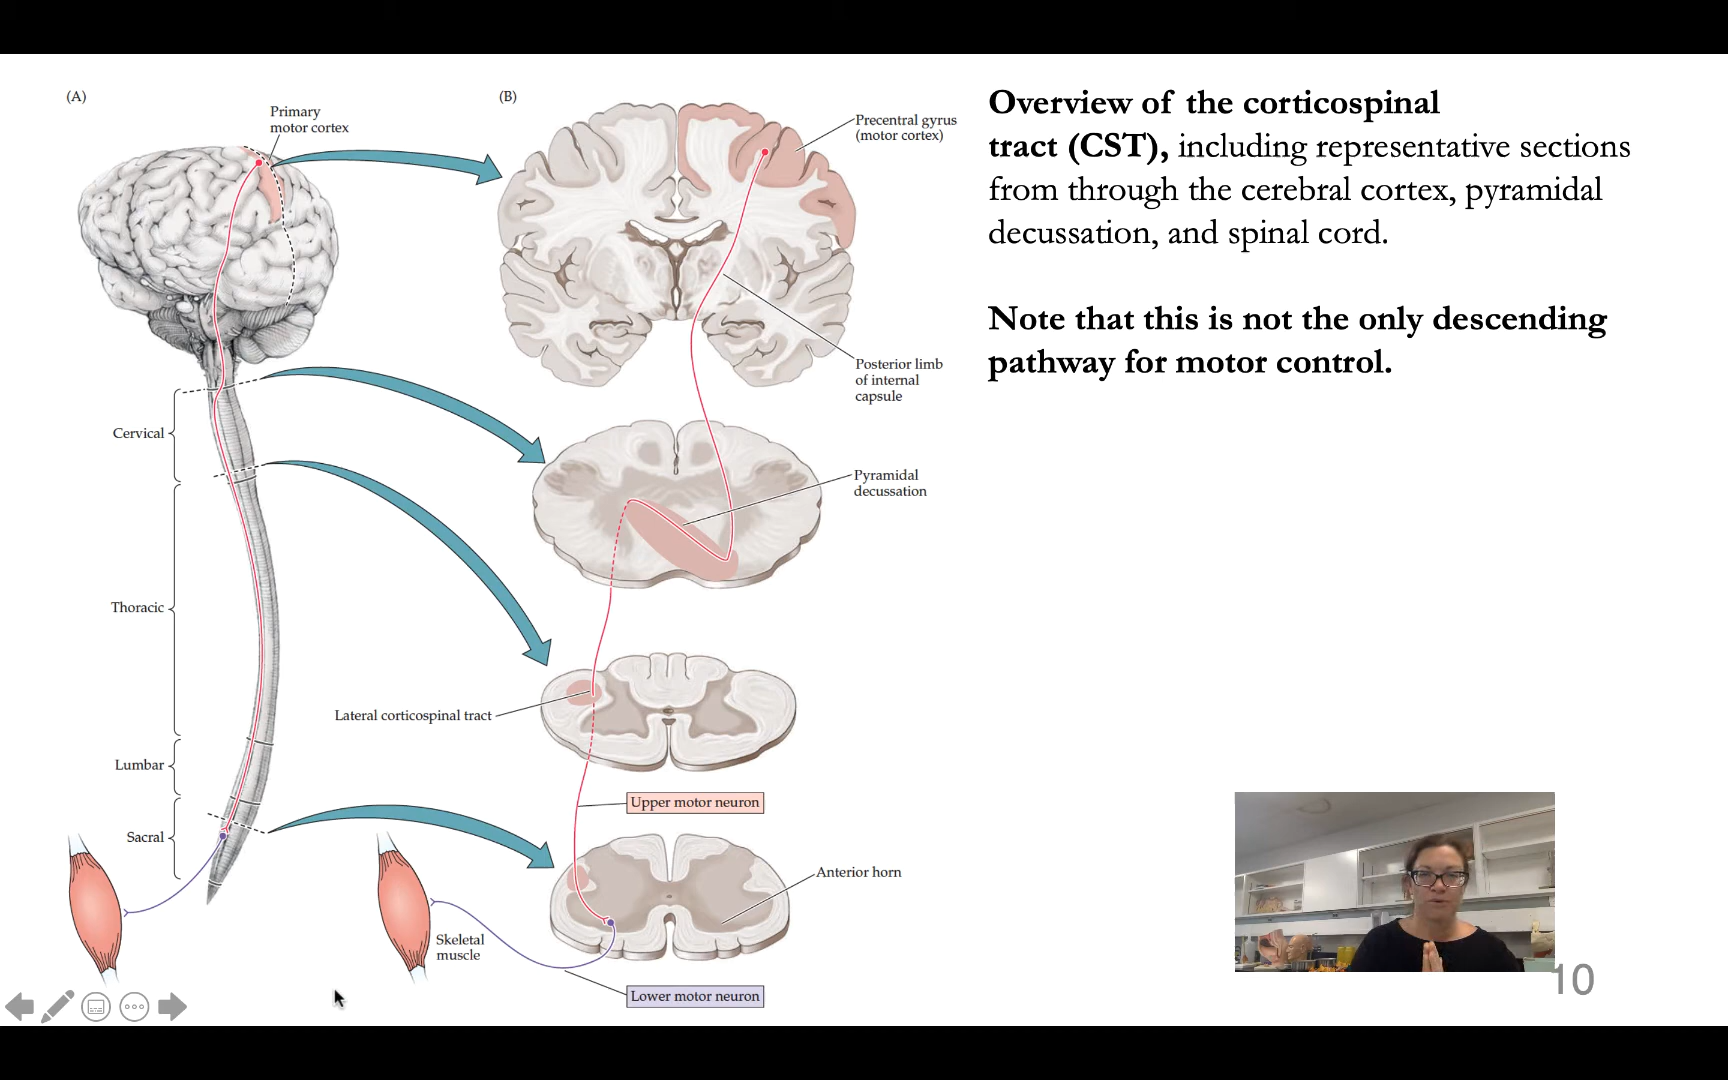 (A)
Primary
motor cortex
Cervical
Thoracic
Lumbar
Sacral
(B)
Precentral gyrus
(motor cortex)
Posterior limb
of internal
capsule
Pyramidal
decussation
Lateral corticospinal tract
Upper motor neuron
Anterior horn
Skeletal
muscle
Lower motor neuron
Overview of the corticospinal
tract (CST), including representative sections
from through the cerebral cortex, pyramidal
decussation, and spinal cord.
Note that this is not the only descending
pathway for motor control.
10